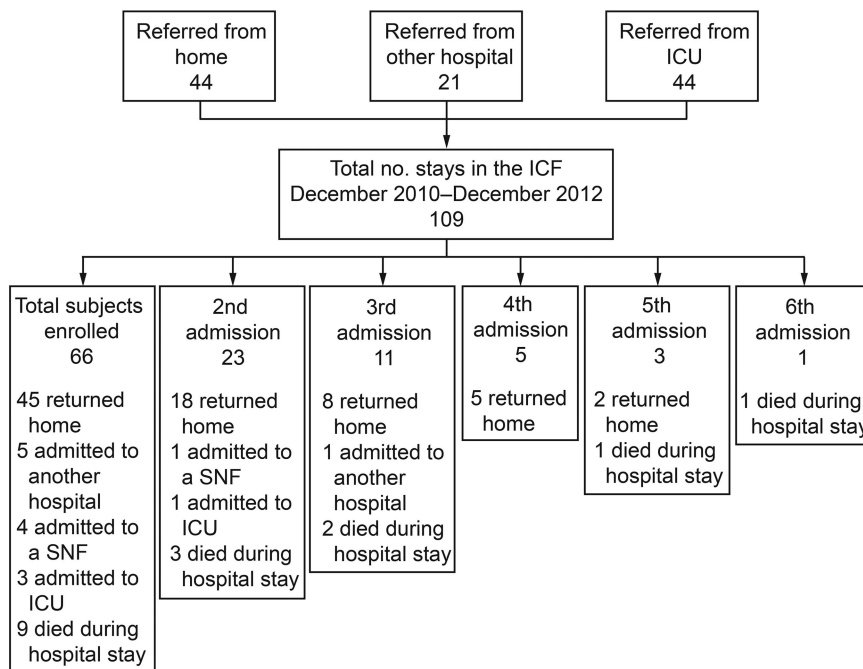 Referred from
home
44
Referred from
other hospital
21
Referred from
ICU
44
Total no. stays in the ICF
December 2010–December 2012
109
Total subjects
enrolled
66
45 returned
home
5 admitted to
another
hospital
4 admitted to
a SNF
3 admitted to
ICU
9 died during
hospital stay
2nd
admission
23
18 returned
home
1 admitted to
a SNF
1 admitted to
ICU
3 died during
hospital stay
3rd
admission
11
8 returned
home
1 admitted to
another
hospital
2 died during
hospital stay
4th
admission
5
5 returned
home
5th
admission
3
2 returned
home
1 died during
hospital stay
6th
admission
1
1 died during
hospital stay